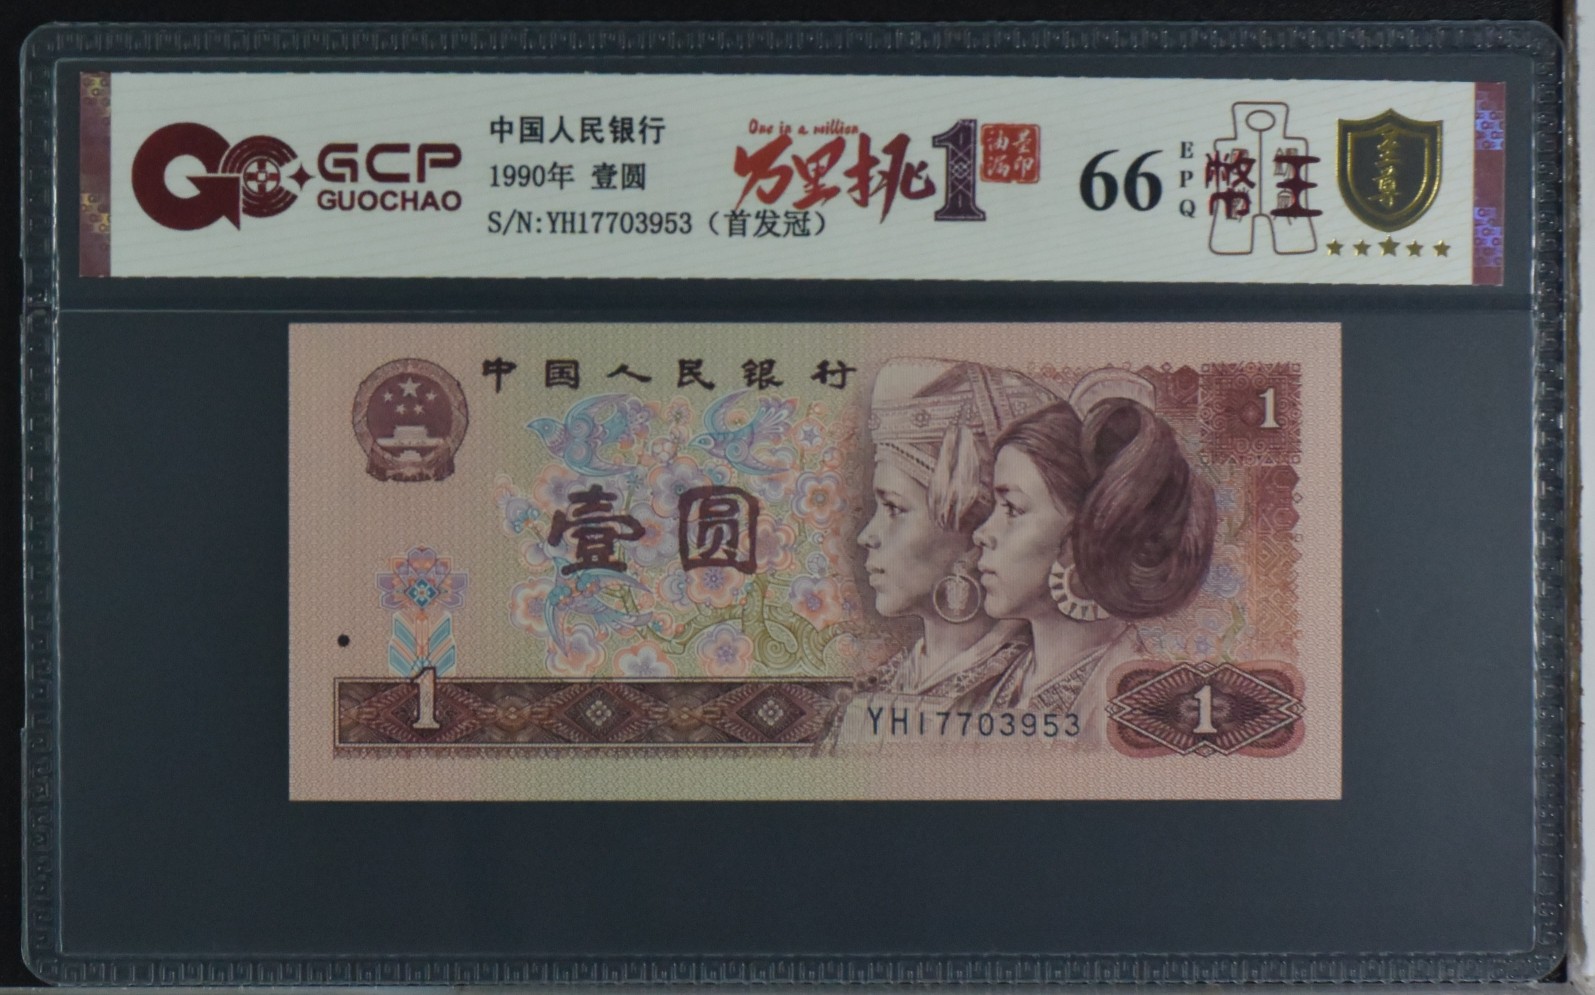 GCP
GUOCHAO
中国人民银行
1990年 壹圆
S/N:YH17703953（首发冠）
One in a million
万里挑1
66
EPQ
至尊
中国人民银行
1
壹圆
1
YH17703953
1